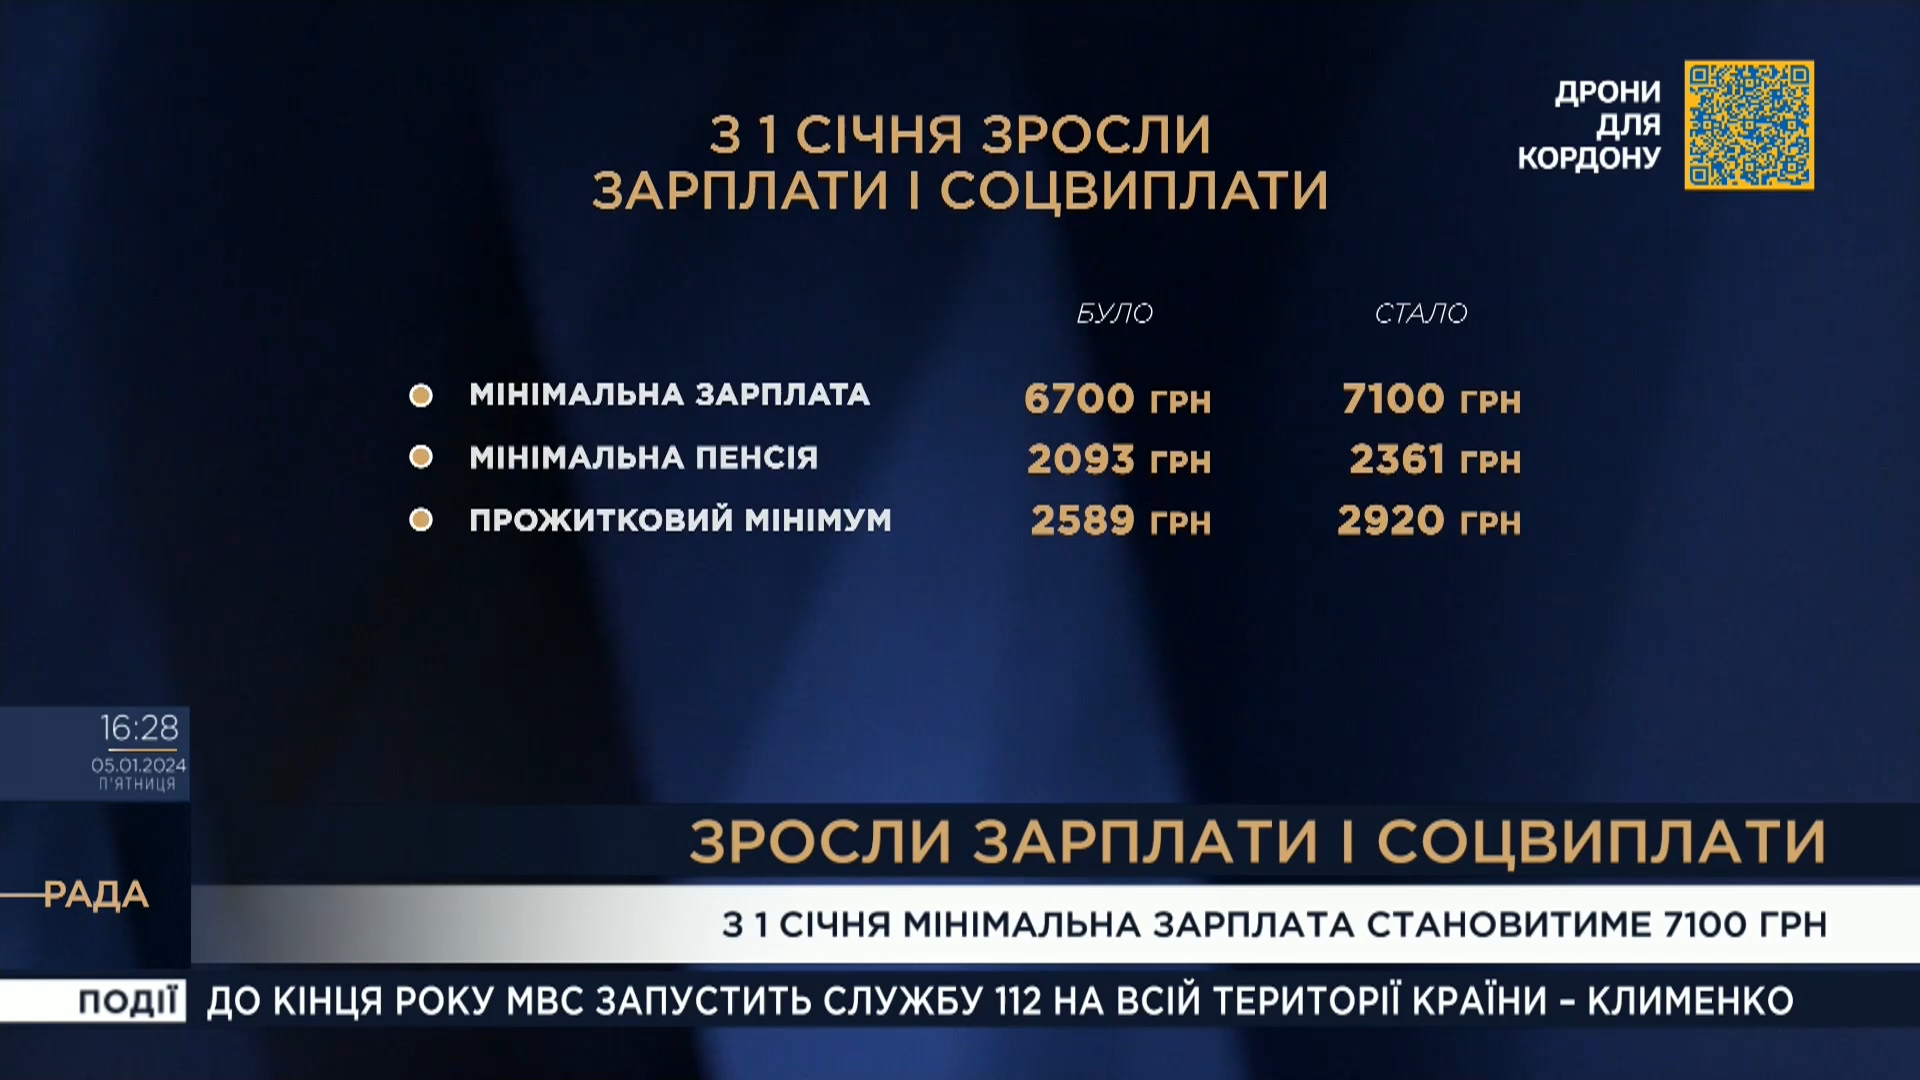 З 1 СІЧНЯ ЗРОСЛИ
ЗАРПЛАТИ І СОЦВИПЛАТИ
ДРОНИ
ДЛЯ
КОРДОНУ
БУЛО СТАЛО
МІНІМАЛЬНА ЗАРПЛАТА 6700 ГРН 7100 ГРН
МІНІМАЛЬНА ПЕНСІЯ 2093 ГРН 2361 ГРН
ПРОЖИТКОВИЙ МІНІМУМ 2589 ГРН 2920 ГРН
16:28
05.01.2024
П'ЯТНИЦЯ
ЗРОСЛИ ЗАРПЛАТИ І СОЦВИПЛАТИ
РАДА
З 1 СІЧНЯ МІНІМАЛЬНА ЗАРПЛАТА СТАНОВИТИМЕ 7100 ГРН
ПОДІЇ ДО КІНЦЯ РОКУ МВС ЗАПУСТИТЬ СЛУЖБУ 112 НА ВСІЙ ТЕРИТОРІЇ КРАЇНИ – КЛИМЕНКО